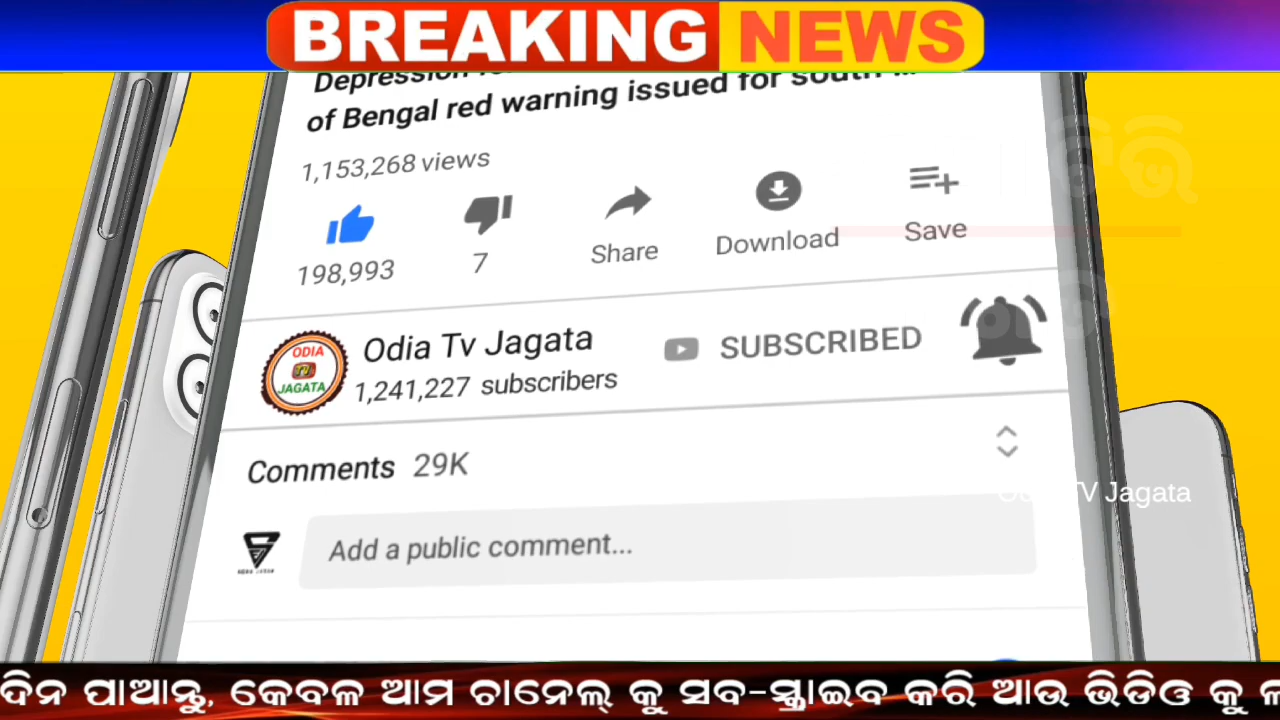 BREAKING NEWS
Depression
of Bengal red warning issued for south ...
1,153,268 views
198,993
7
Share
Download
Save
ODIA
TV
JAGATA
Odia Tv Jagata
1,241,227 subscribers
SUBSCRIBED
Comments 29K
TV Jagata
Add a public comment...
ଦିନ ପାଆନ୍ତୁ, କେବଳ ଆମ ଚାନେଲ୍ କୁ ସବ-ସ୍କ୍ରାଇବ କରି ଆଉ ଭିଡିଓ କୁ